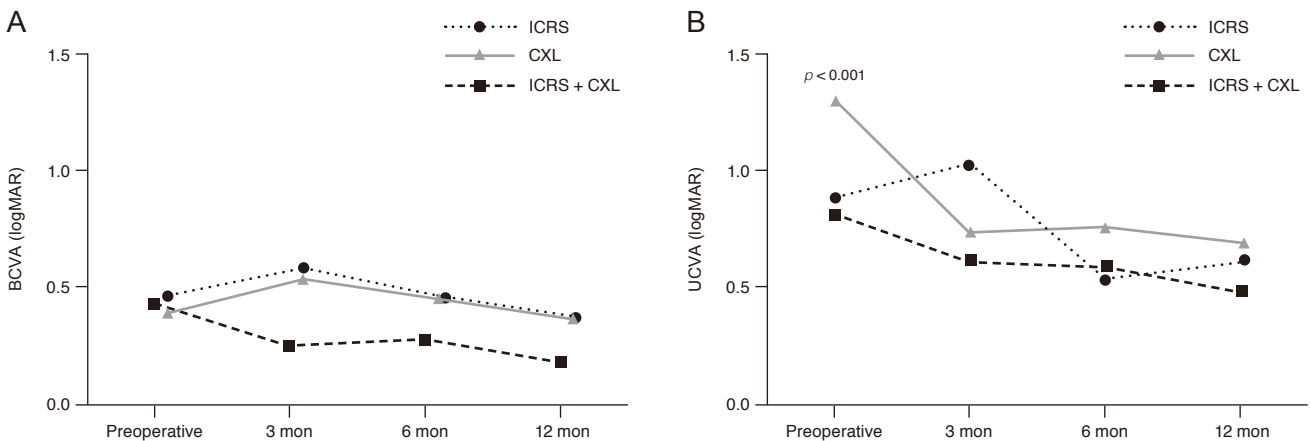 A
ICRS
CXL
ICRS + CXL
1.5
1.0
0.5
0.0
BCVA (logMAR)
Preoperative 3 mon 6 mon 12 mon
B
ICRS
CXL
ICRS + CXL
p < 0.001
1.5
1.0
0.5
0.0
UCVA (logMAR)
Preoperative 3 mon 6 mon 12 mon